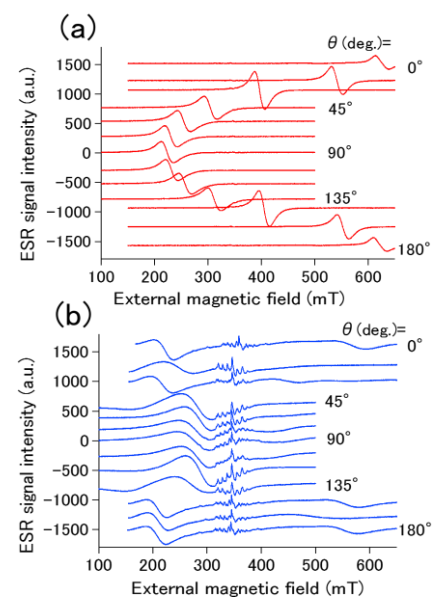 (a)
θ (deg.)=
0°
45°
90°
135°
180°
1500
1000
500
0
−500
−1000
−1500
ESR signal intensity (a.u.)
100 200 300 400 500 600
External magnetic field (mT)
(b)
θ (deg.)=
0°
45°
90°
135°
180°
1500
1000
500
0
−500
−1000
−1500
ESR signal intensity (a.u.)
100 200 300 400 500 600
External magnetic field (mT)